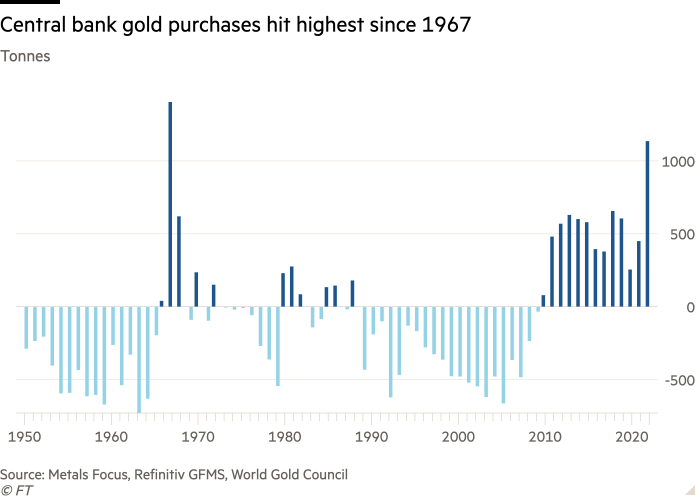 Central bank gold purchases hit highest since 1967
Tonnes
1000
500
0
-500
1950 1960 1970 1980 1990 2000 2010 2020
Source: Metals Focus, Refinitiv GFMS, World Gold Council
© FT